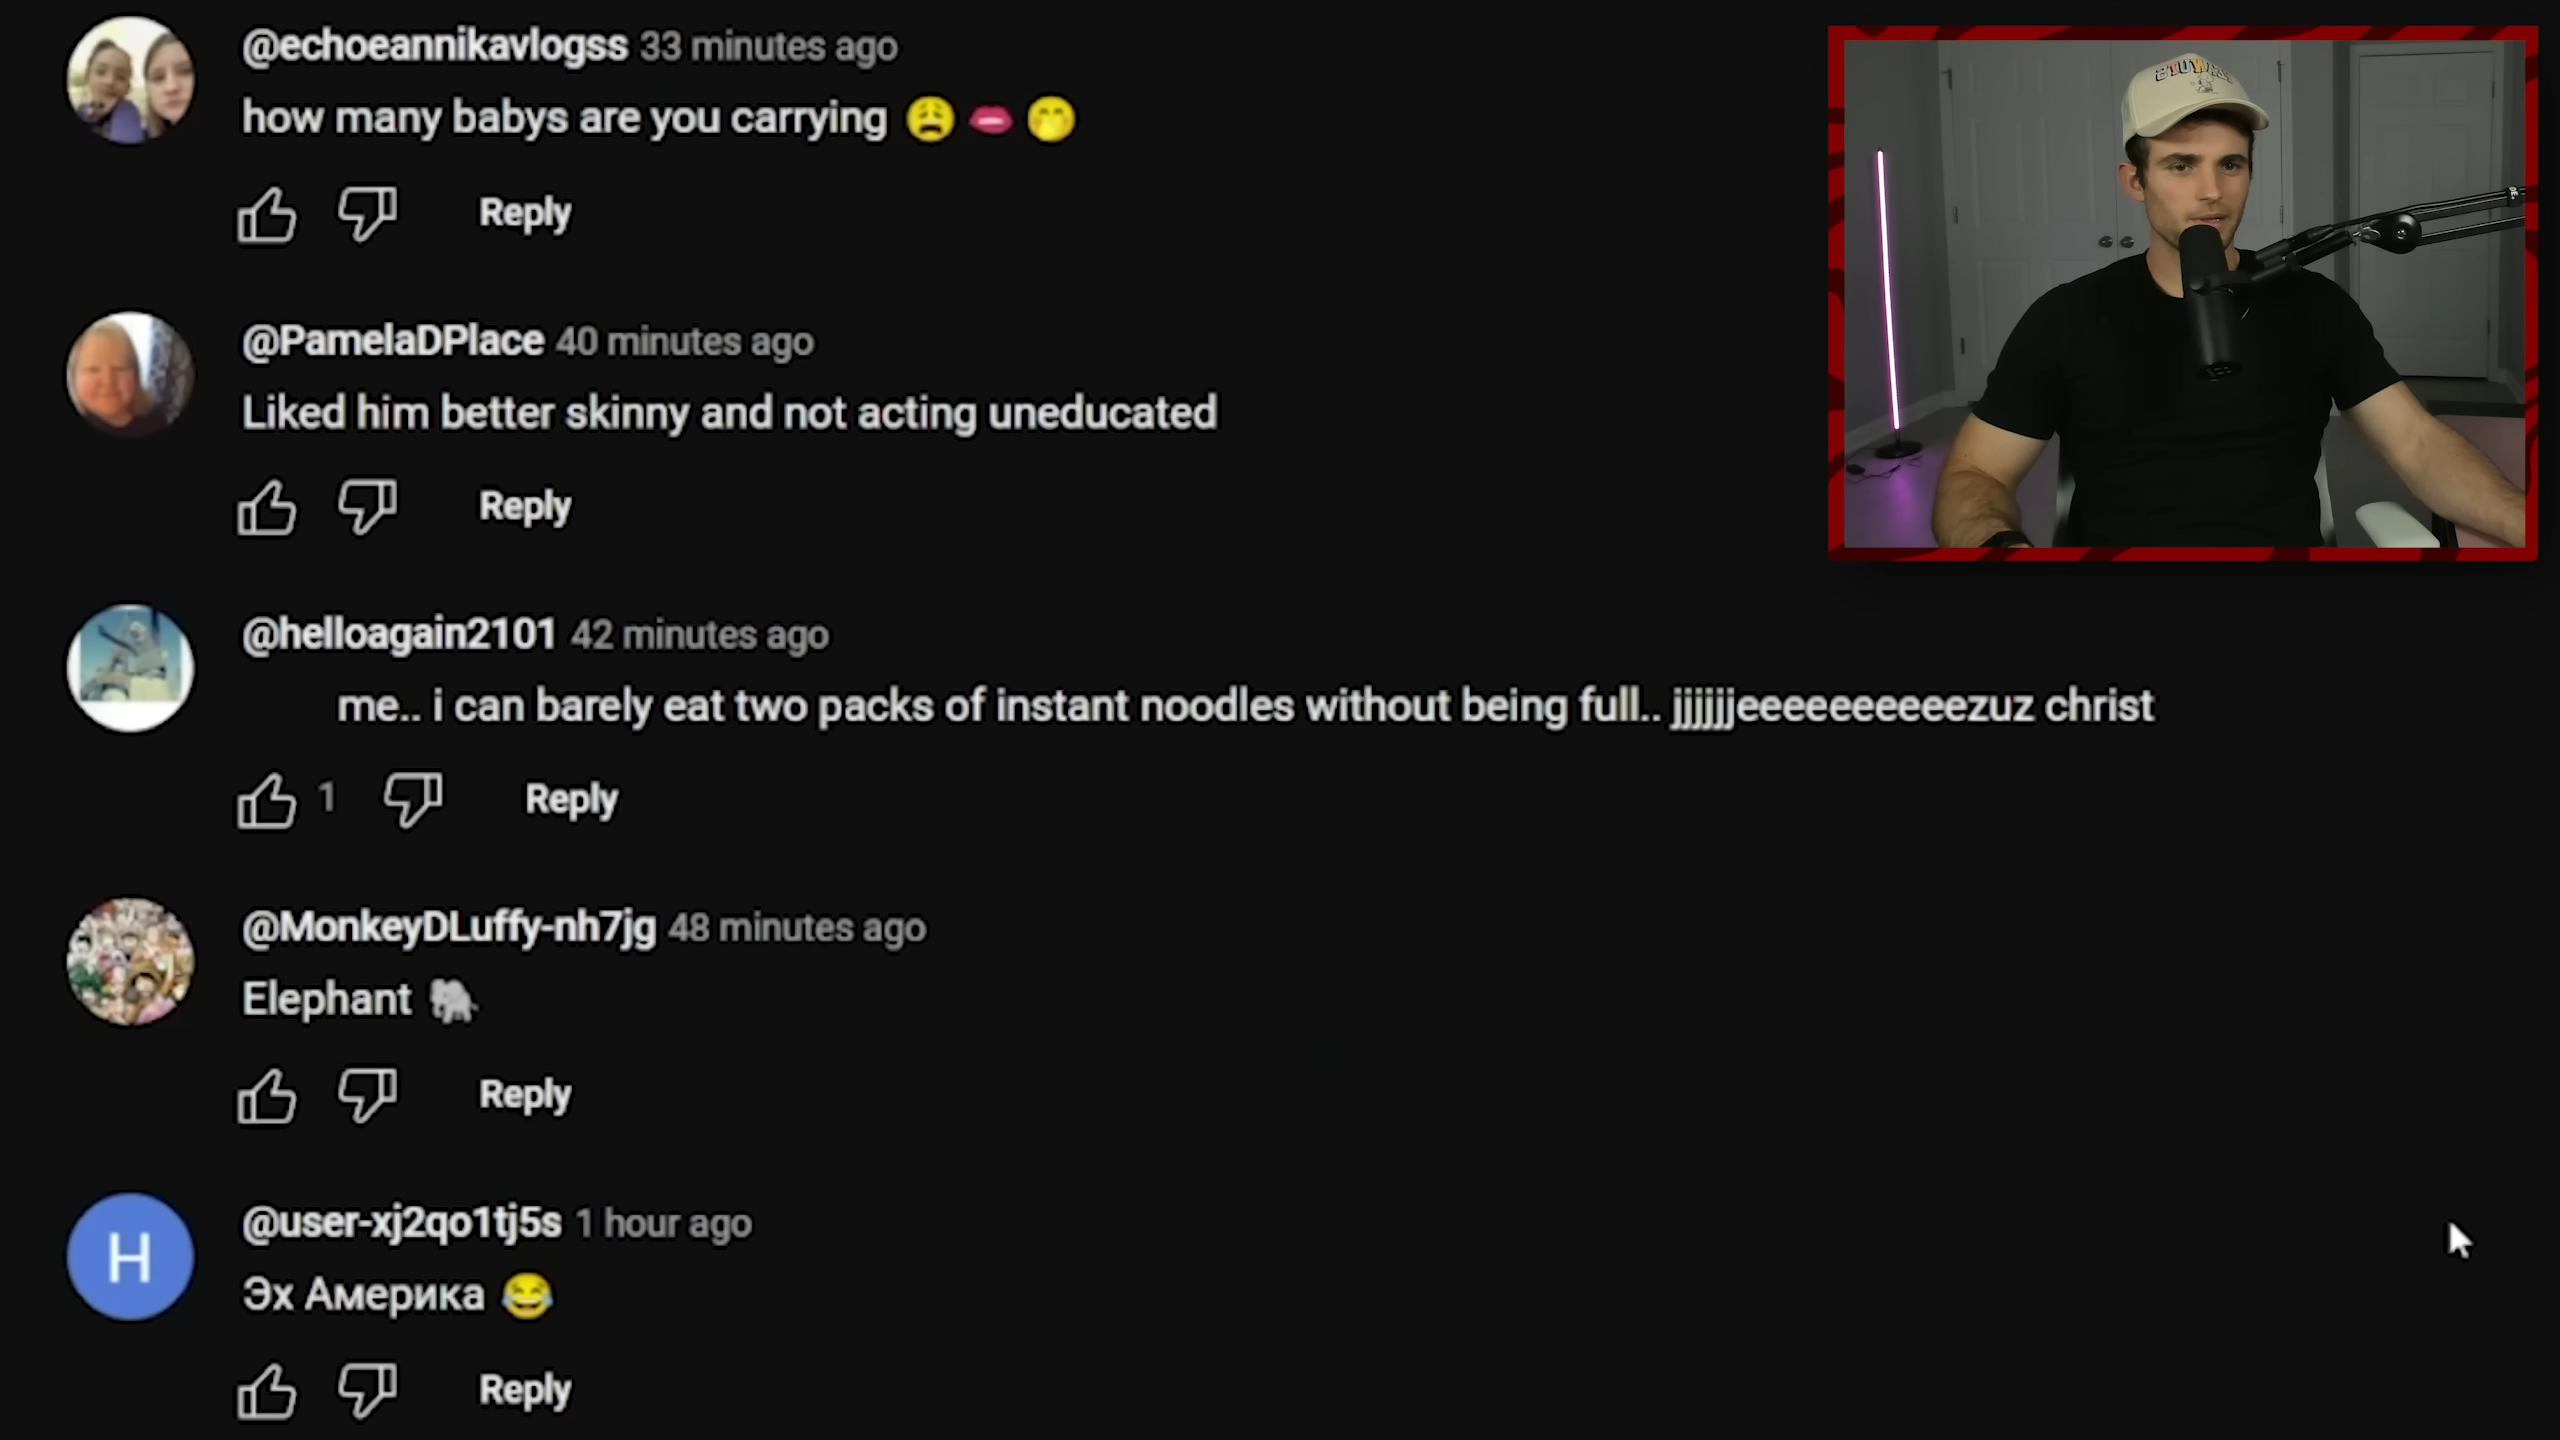 @echoeannikavlogss 33 minutes ago
how many babys are you carrying 😩 👄 🤭
Reply
@PamelaDPlace 40 minutes ago
Liked him better skinny and not acting uneducated
Reply
@helloagain2101 42 minutes ago
me.. i can barely eat two packs of instant noodles without being full.. jjjjjjeeeeeeeeeezuz christ
1 Reply
@MonkeyDLuffy-nh7jg 48 minutes ago
Elephant 🐘
Reply
H
@user-xj2qo1tj5s 1 hour ago
Эх Америка 😂
Reply